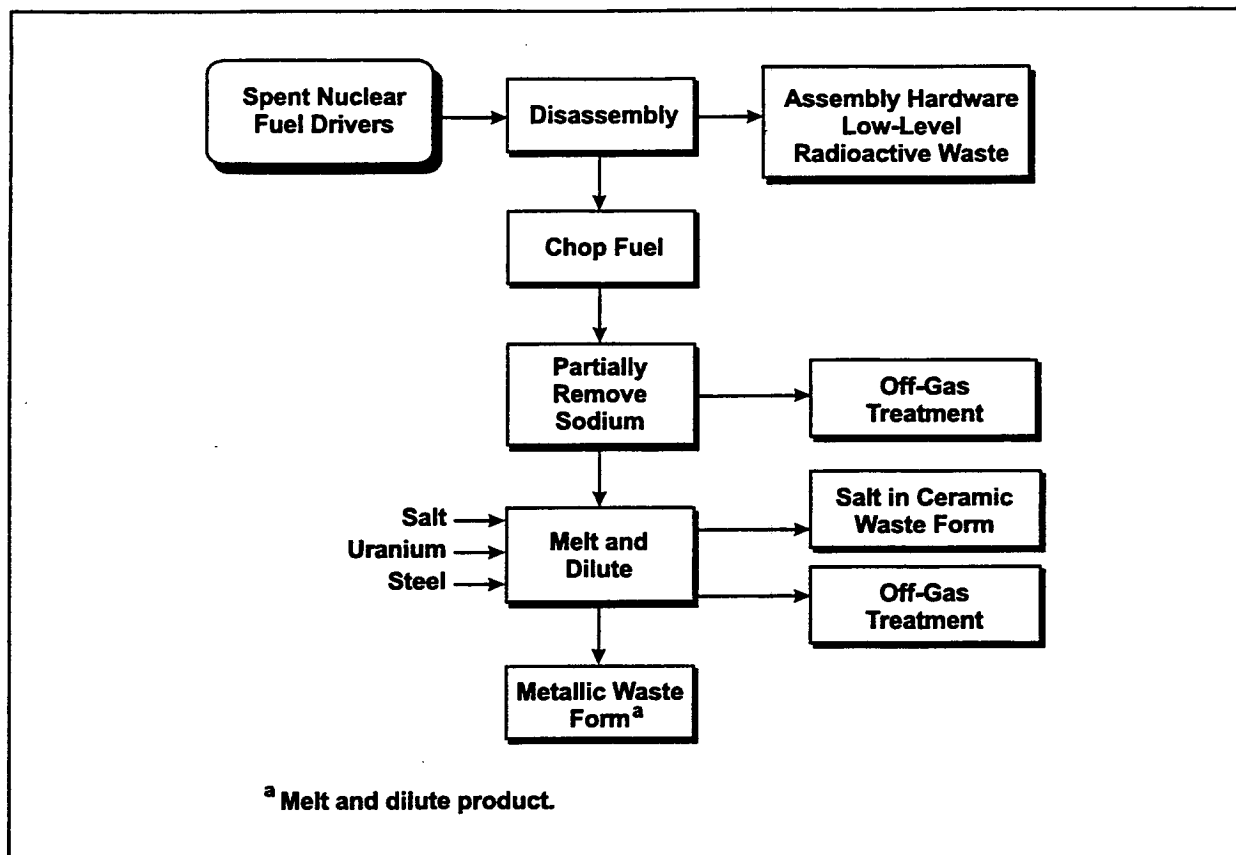 Spent Nuclear
Fuel Drivers
Disassembly
Assembly Hardware
Low-Level
Radioactive Waste
Chop Fuel
Partially
Remove
Sodium
Off-Gas
Treatment
Salt
Uranium
Steel
Melt and
Dilute
Salt in Ceramic
Waste Form
Off-Gas
Treatment
Metallic Waste
Form a
a Melt and dilute product.